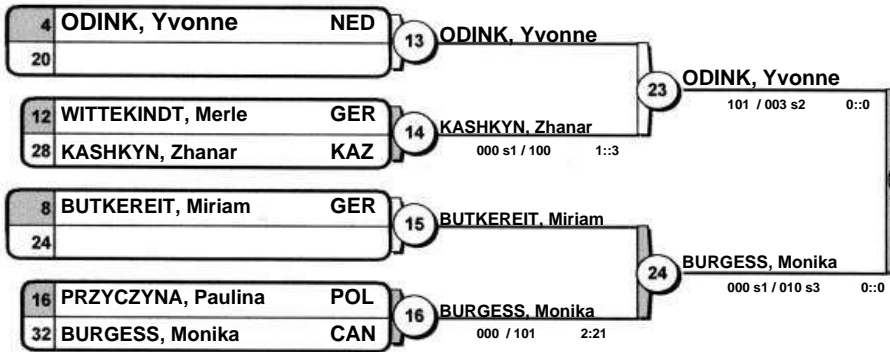 4 ODINK, Yvonne NED
20
13 ODINK, Yvonne
12 WITTEKINDT, Merle GER
28 KASHKYN, Zhanar KAZ
14 KASHKYN, Zhanar
000 s1 / 100 1::3
23 ODINK, Yvonne
101 / 003 s2 0::0
8 BUTKEREIT, Miriam GER
24
15 BUTKEREIT, Miriam
16 PRZYCZYNA, Paulina POL
32 BURGESS, Monika CAN
16 BURGESS, Monika
000 / 101 2:21
24 BURGESS, Monika
000 s1 / 010 s3 0::0